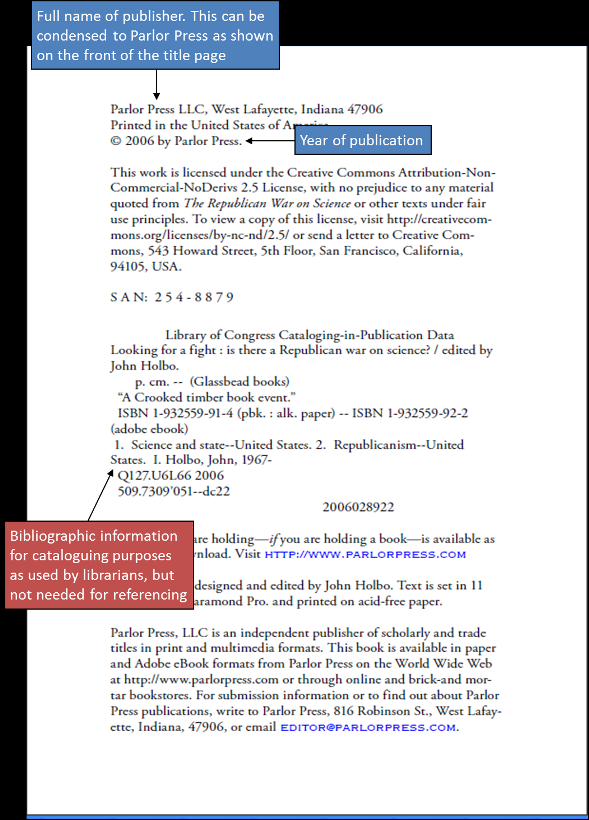 Full name of publisher. This can be
condensed to Parlor Press as shown
on the front of the title page
Parlor Press LLC, West Lafayette, Indiana 47906
Printed in the United States of America
© 2006 by Parlor Press.
Year of publication
This work is licensed under the Creative Commons Attribution-Non-
Commercial-NoDerivs 2.5 License, with no prejudice to any material
quoted from The Republican War on Science or other texts under fair
use principles. To view a copy of this license, visit http://creativecom-
mons.org/licenses/by-nc-nd/2.5/ or send a letter to Creative Com-
mons, 543 Howard Street, 5th Floor, San Francisco, California,
94105, USA.
S A N: 2 5 4 - 8 8 7 9
Library of Congress Cataloging-in-Publication Data
Looking for a fight : is there a Republican war on science? / edited by
John Holbo.
p. cm. -- (Glassbead books)
“A Crooked timber book event.”
ISBN 1-932559-91-4 (pbk. : alk. paper) -- ISBN 1-932559-92-2
(adobe ebook)
1. Science and state--United States. 2. Republicanism--United
States. I. Holbo, John, 1967-
Q127.U6L66 2006
509.7309'051--dc22
2006028922
Bibliographic information
for cataloguing purposes
as used by librarians, but
not needed for referencing
are holding—if you are holding a book—is available as
Visit HTTP://WWW.PARLORPRESS.COM
designed and edited by John Holbo. Text is set in 11
Pro. and printed on acid-free paper.
Parlor Press, LLC is an independent publisher of scholarly and trade
titles in print and multimedia formats. This book is available in paper
and Adobe eBook formats from Parlor Press on the World Wide Web
at http://www.parlorpress.com or through online and brick-and mor-
tar bookstores. For submission information or to find out about Parlor
Press publications, write to Parlor Press, 816 Robinson St., West Lafay-
ette, Indiana, 47906, or email EDITOR@PARLORPRESS.COM.